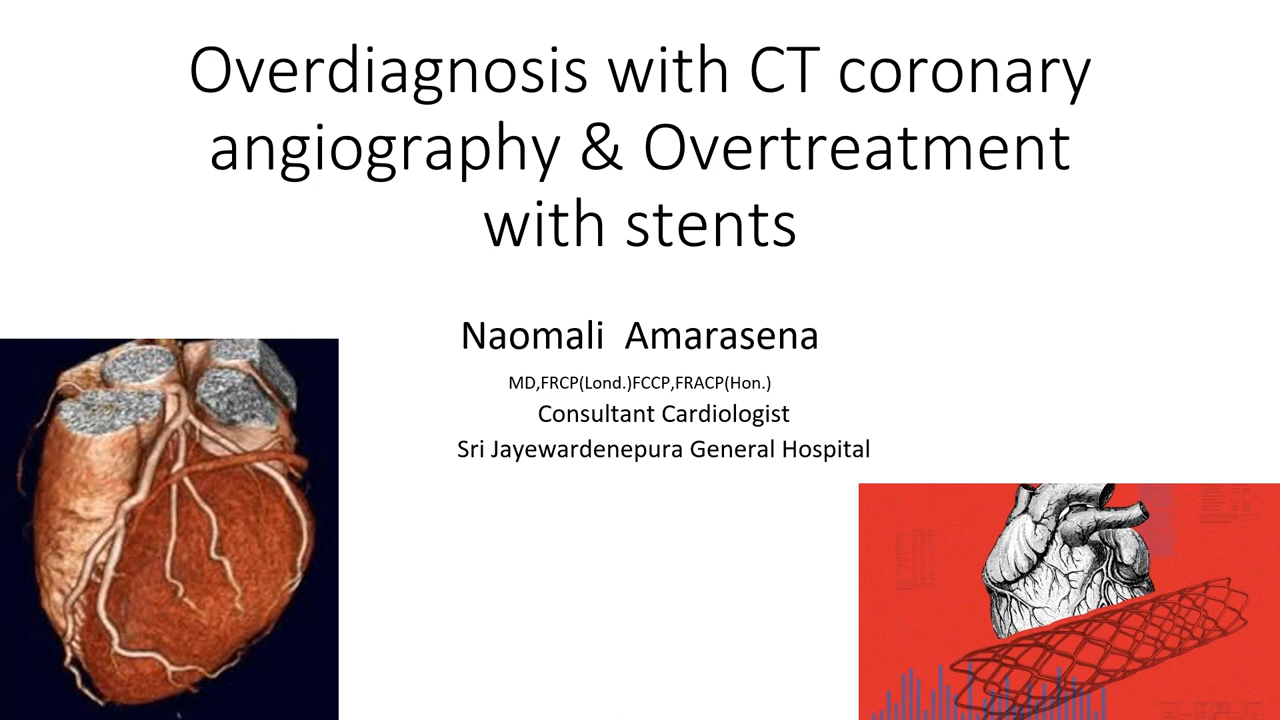 Overdiagnosis with CT coronary
angiography & Overtreatment
with stents
Naomali Amarasena
MD,FRCP(Lond.)FCCP,FRACP(Hon.)
Consultant Cardiologist
Sri Jayewardenepura General Hospital